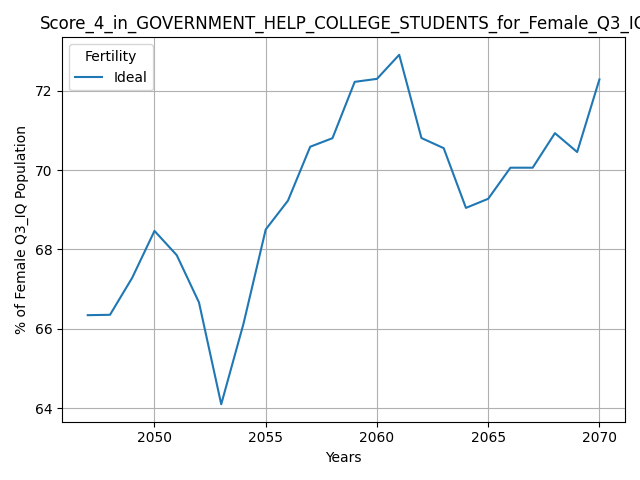 Score_4_in_GOVERNMENT_HELP_COLLEGE_STUDENTS_for_Female_Q3_IQ
Fertility
Ideal
% of Female Q3_IQ Population
72
70
68
66
64
2050 2055 2060 2065 2070
Years